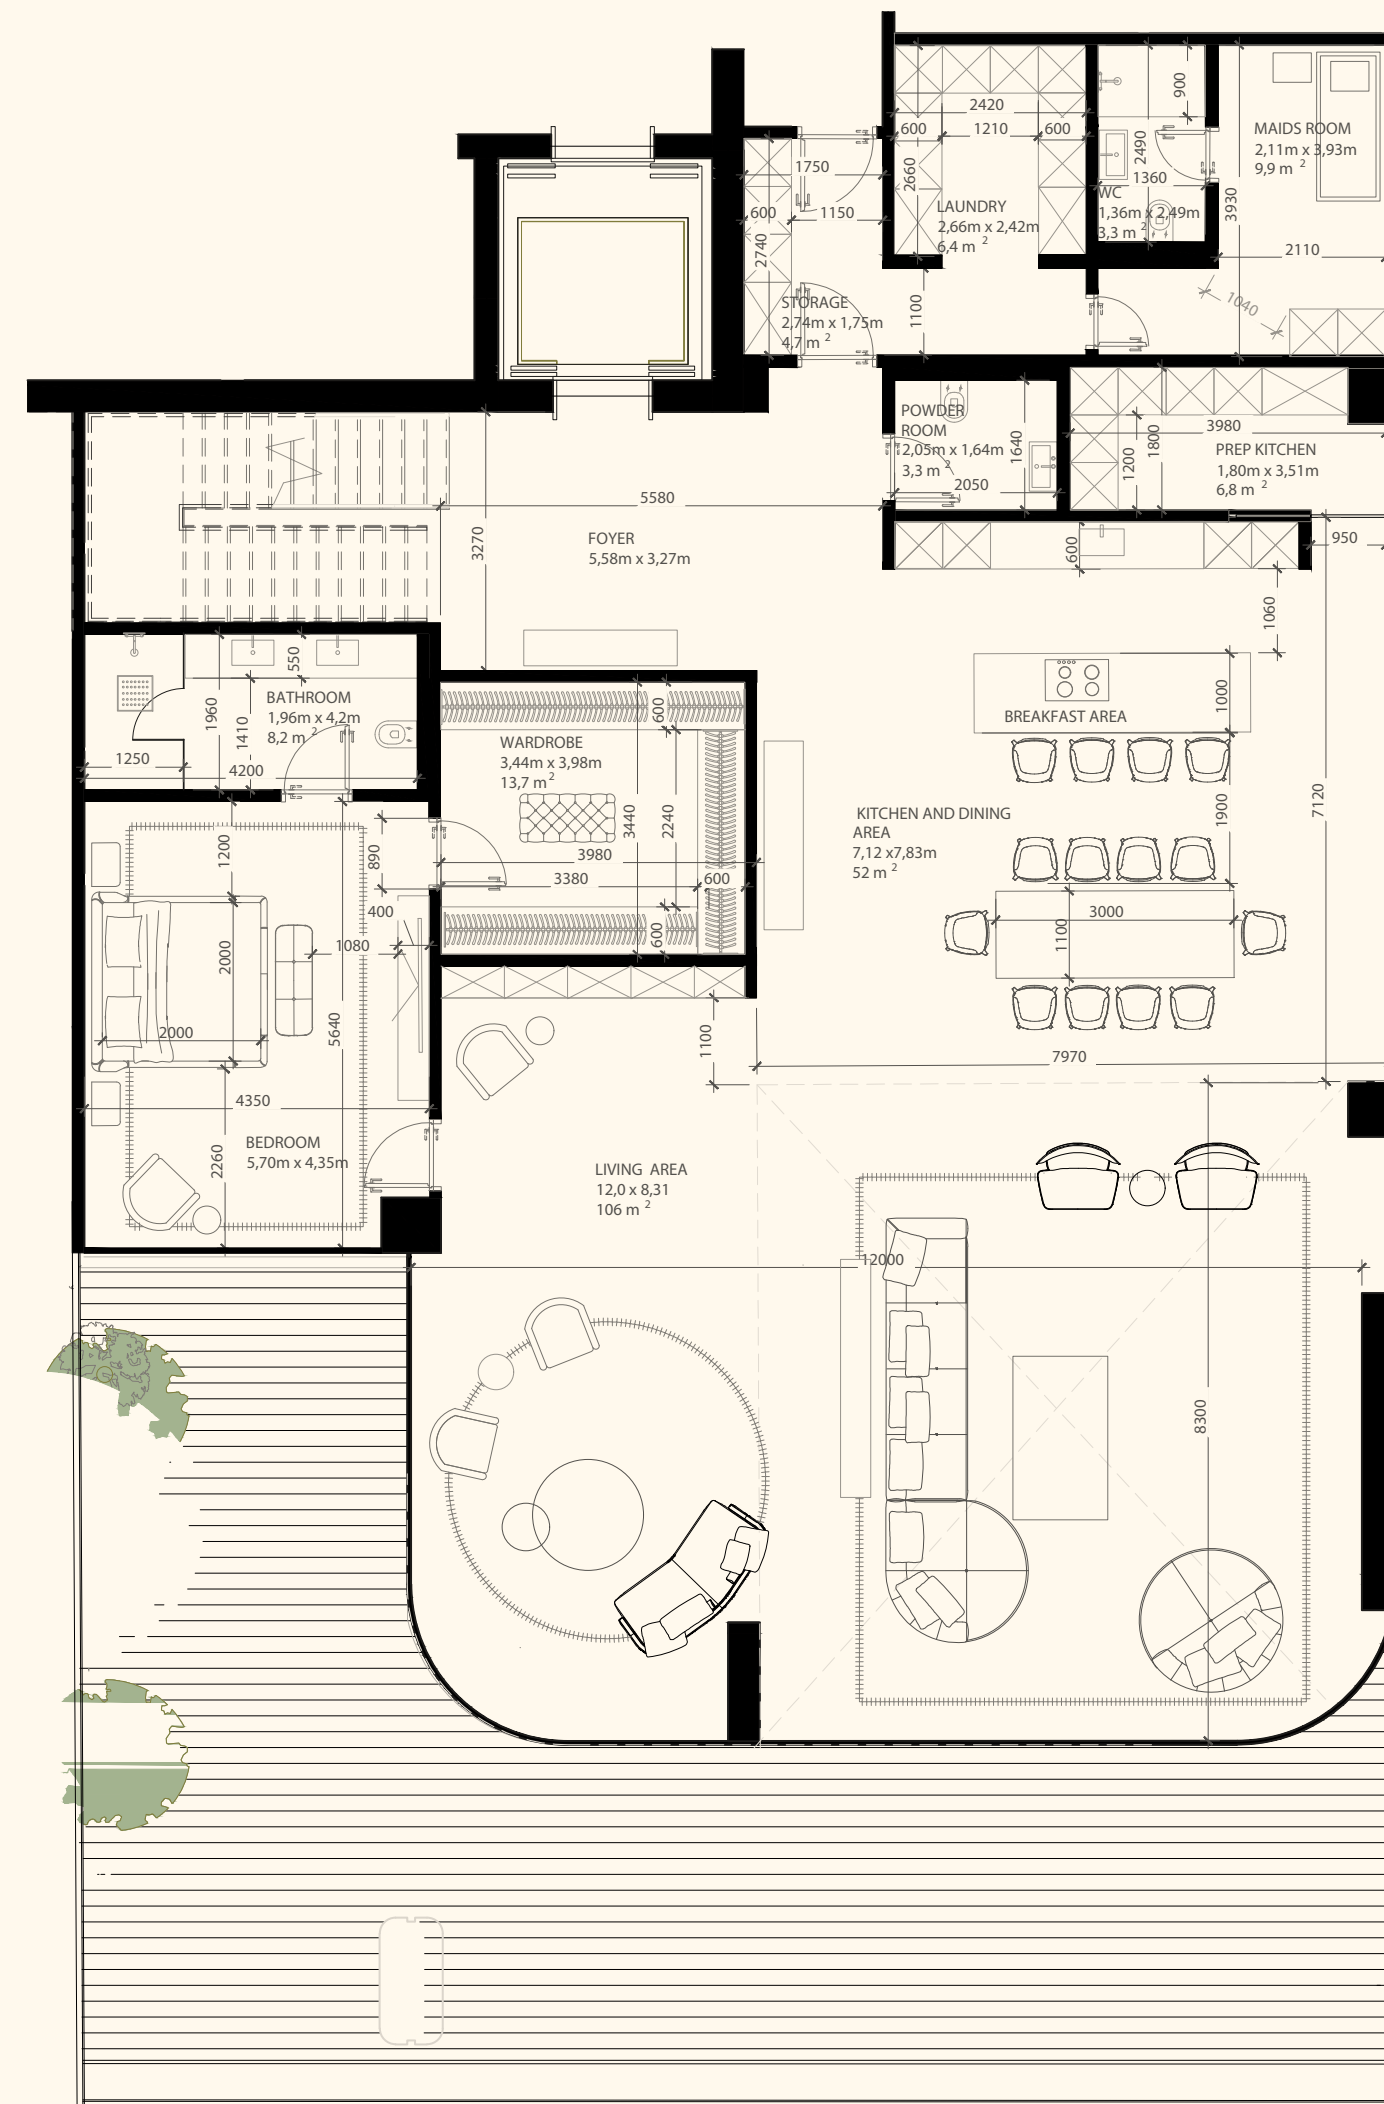 2420
600
1210
600
2660
LAUNDRY
2,66m x 2,42m
6,4 m 2
900
2490
1360
WC
1,36m x 2,49m
3,3 m 2
MAIDS ROOM
2,11m x 3,93m
9,9 m 2
3930
2110
1040
1750
600
1150
2740
STORAGE
2,74m x 1,75m
4,7 m 2
1100
POWDER
ROOM
2,05m x 1,64m
3,3 m 2
1640
2050
3980
1800
1200
PREP KITCHEN
1,80m x 3,51m
6,8 m 2
5580
3270
FOYER
5,58m x 3,27m
600
950
1060
1000
BREAKFAST AREA
550
1960
1410
BATHROOM
1,96m x 4,2m
8,2 m 2
1250
4200
WARDROBE
3,44m x 3,98m
13,7 m2
600
3440
2240
3980
3380
600
600
KITCHEN AND DINING
AREA
7,12 x7,83m
52 m 2
7120
1900
3000
1100
1200
890
400
1080
2000
2000
5640
4350
BEDROOM
5,70m x 4,35m
2260
1100
7970
LIVING AREA
12,0 x 8,31
106 m 2
12000
8300